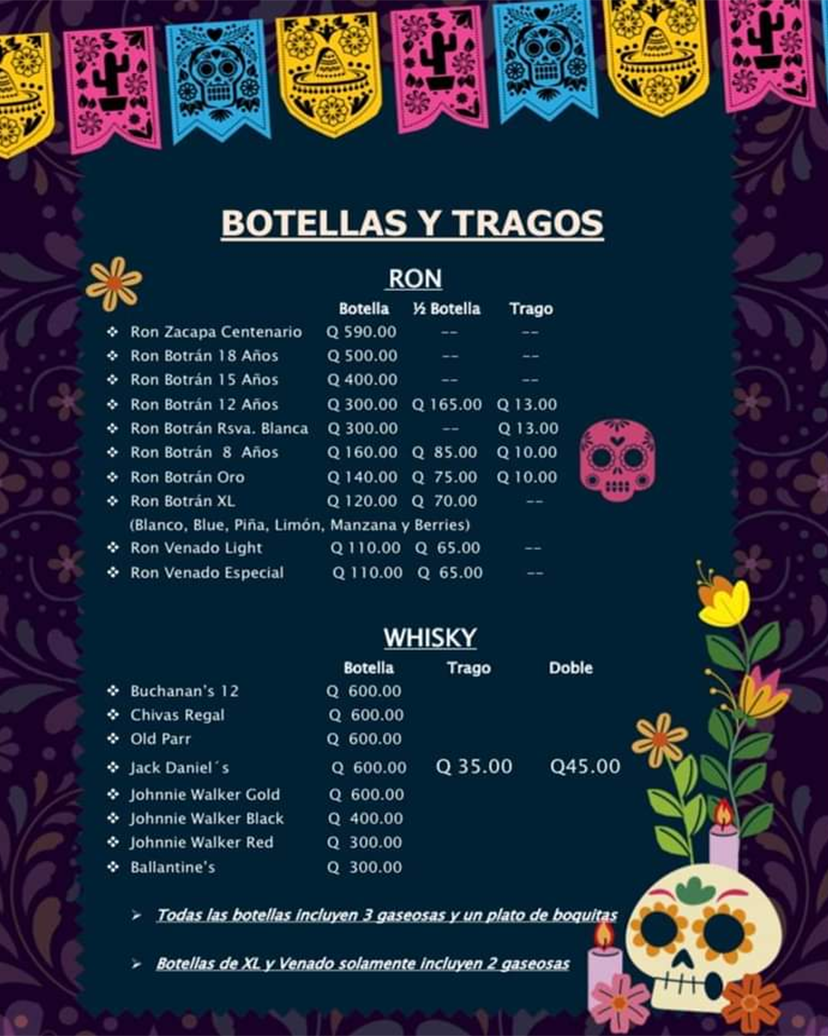 BOTELLAS Y TRAGOS
RON
Botella ½ Botella Trago
❖ Ron Zacapa Centenario Q 590.00 -- --
❖ Ron Botrán 18 Años Q 500.00 -- --
❖ Ron Botrán 15 Años Q 400.00 -- --
❖ Ron Botrán 12 Años Q 300.00 Q 165.00 Q 13.00
❖ Ron Botrán Rsva. Blanca Q 300.00 -- Q 13.00
❖ Ron Botrán 8 Años Q 160.00 Q 85.00 Q 10.00
❖ Ron Botrán Oro Q 140.00 Q 75.00 Q 10.00
❖ Ron Botrán XL Q 120.00 Q 70.00 --
(Blanco, Blue, Piña, Limón, Manzana y Berries)
❖ Ron Venado Light Q 110.00 Q 65.00 --
❖ Ron Venado Especial Q 110.00 Q 65.00 --
WHISKY
Botella Trago Doble
❖ Buchanan's 12 Q 600.00
❖ Chivas Regal Q 600.00
❖ Old Parr Q 600.00
❖ Jack Daniel´s Q 600.00 Q 35.00 Q45.00
❖ Johnnie Walker Gold Q 600.00
❖ Johnnie Walker Black Q 400.00
❖ Johnnie Walker Red Q 300.00
❖ Ballantine's Q 300.00
➢ Todas las botellas incluyen 3 gaseosas y un plato de boquitas
➢ Botellas de XL y Venado solamente incluyen 2 gaseosas